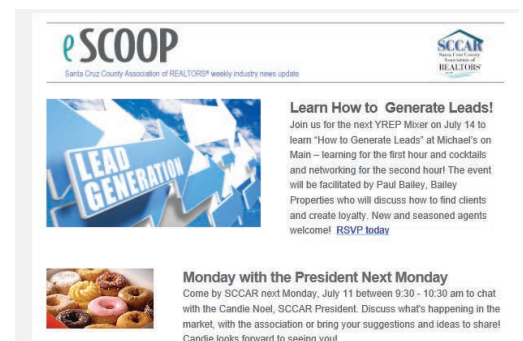 eSCOOP
Santa Cruz County Association of REALTORS® weekly industry news update
SCCAR
Santa Cruz County
Association of
REALTORS®
LEAD
GENERATION
Learn How to Generate Leads!
Join us for the next YREP Mixer on July 14 to
learn “How to Generate Leads” at Michael's on
Main – learning for the first hour and cocktails
and networking for the second hour! The event
will be facilitated by Paul Bailey, Bailey
Properties who will discuss how to find clients
and create loyalty. New and seasoned agents
welcome! RSVP today
Monday with the President Next Monday
Come by SCCAR next Monday, July 11 between 9:30 - 10:30 am to chat
with the Candie Noel, SCCAR President. Discuss what's happening in the
market, with the association or bring your suggestions and ideas to share!
Candie looks forward to seeing you!